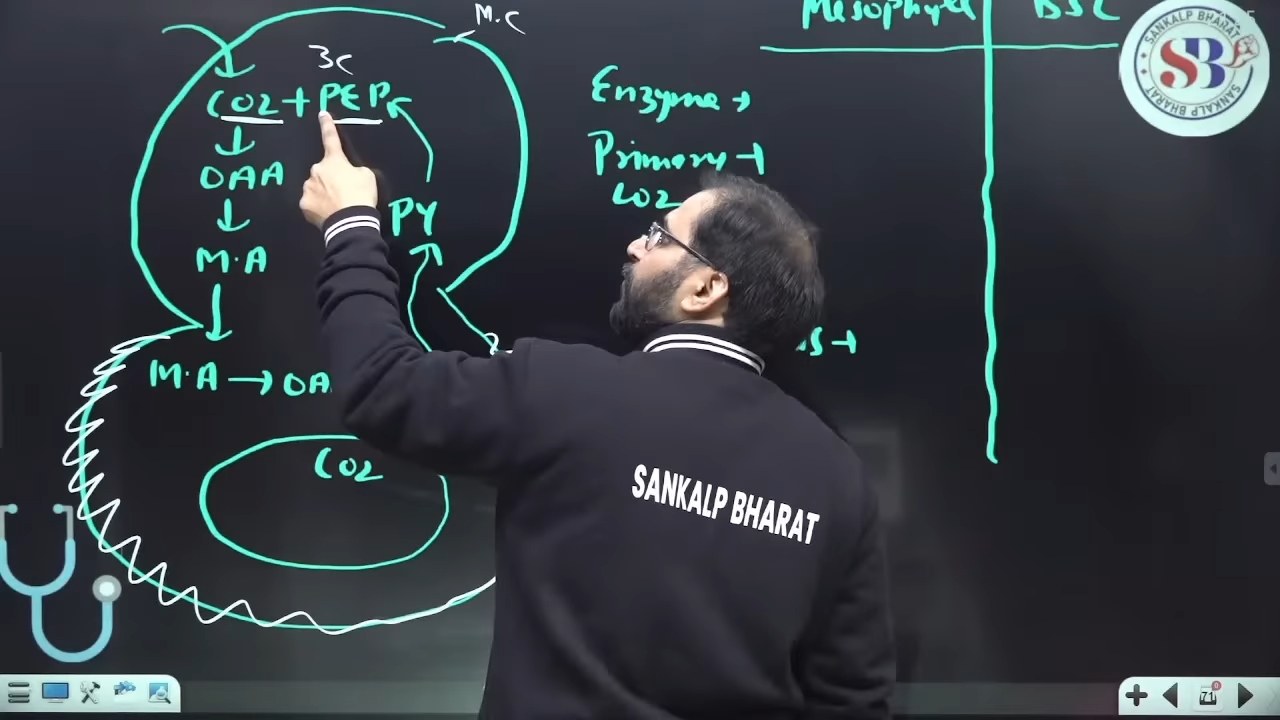 M.C
Mesophyll BSC
3C
CO2 + PEP
Enzyme →
OAA
Primary →
CO2
PY
M.A
M.A → OA
CO2
SANKALP BHARAT
SB
SANKALP BHARAT
SANKALP BHARAT
71